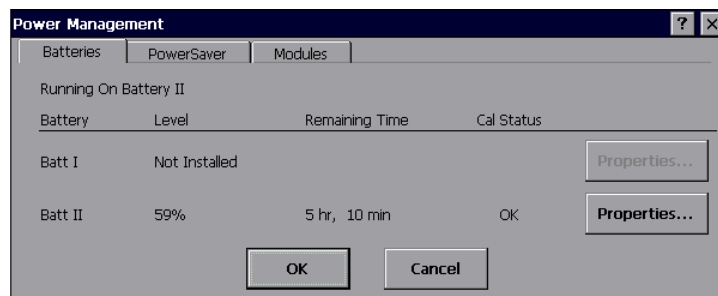 Power Management ? ×
Batteries PowerSaver Modules
Running On Battery II
Battery Level Remaining Time Cal Status
Batt I Not Installed Properties...
Batt II 59% 5 hr, 10 min OK Properties...
OK Cancel